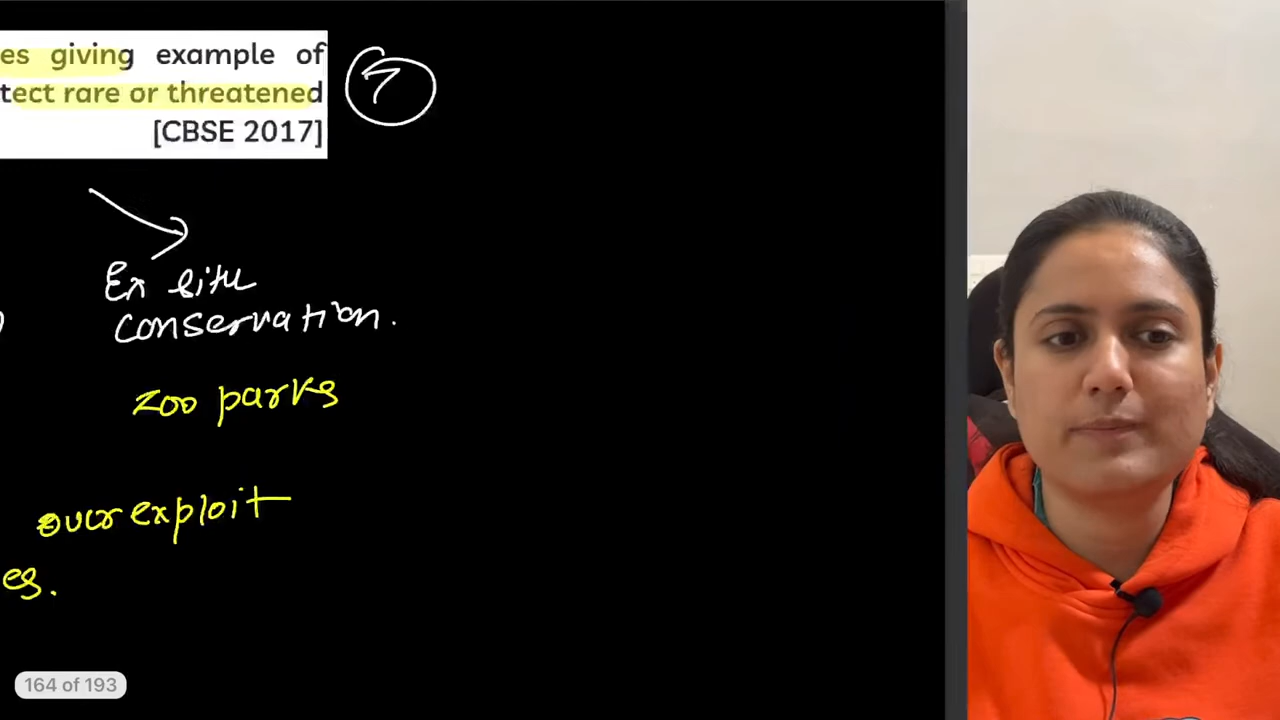 es giving example of
tect rare or threatened
[CBSE 2017]
7
Ex situ
conservation.
zoo parks
overexploit
es.
164 of 193